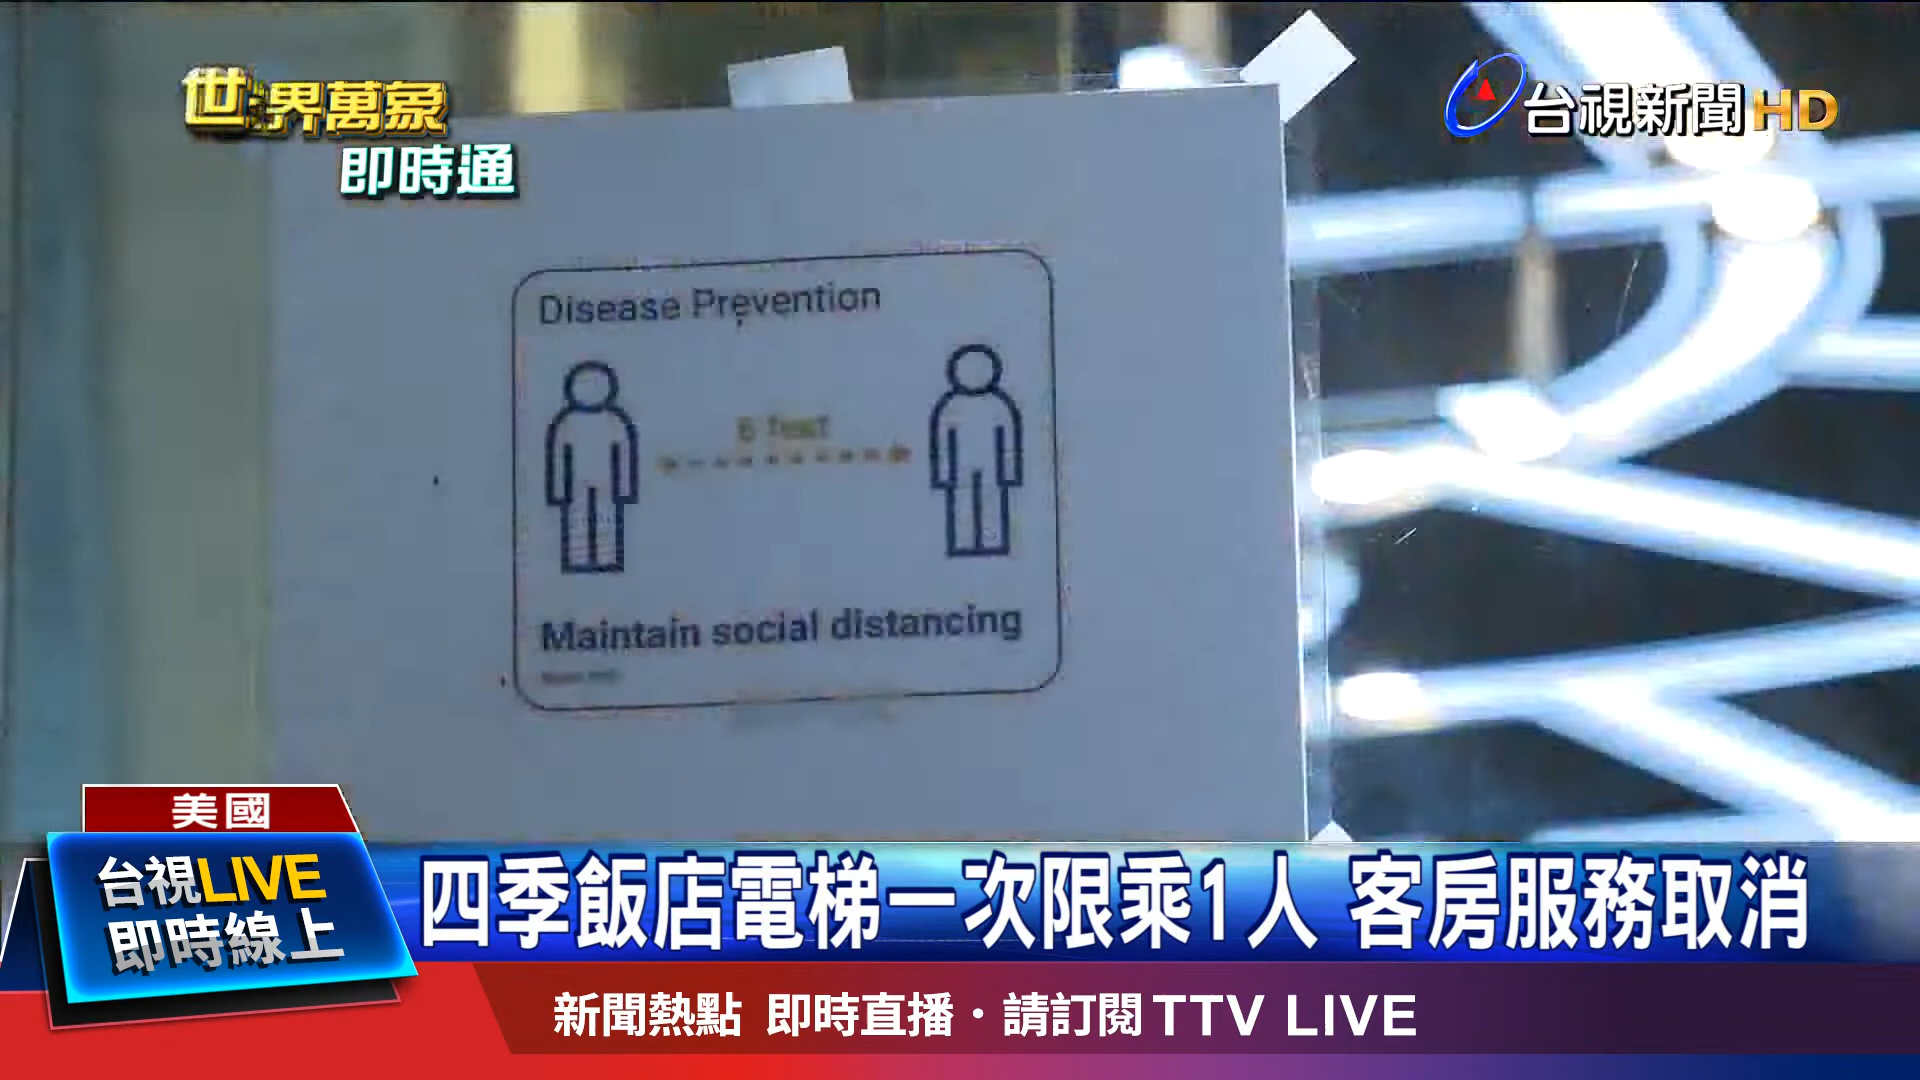 世界萬象
即時通
台視新聞HD
Disease Prevention
6 feet
Maintain social distancing
美國
台視LIVE
即時線上
四季飯店電梯一次限乘1人 客房服務取消
新聞熱點 即時直播・請訂閱TTV LIVE